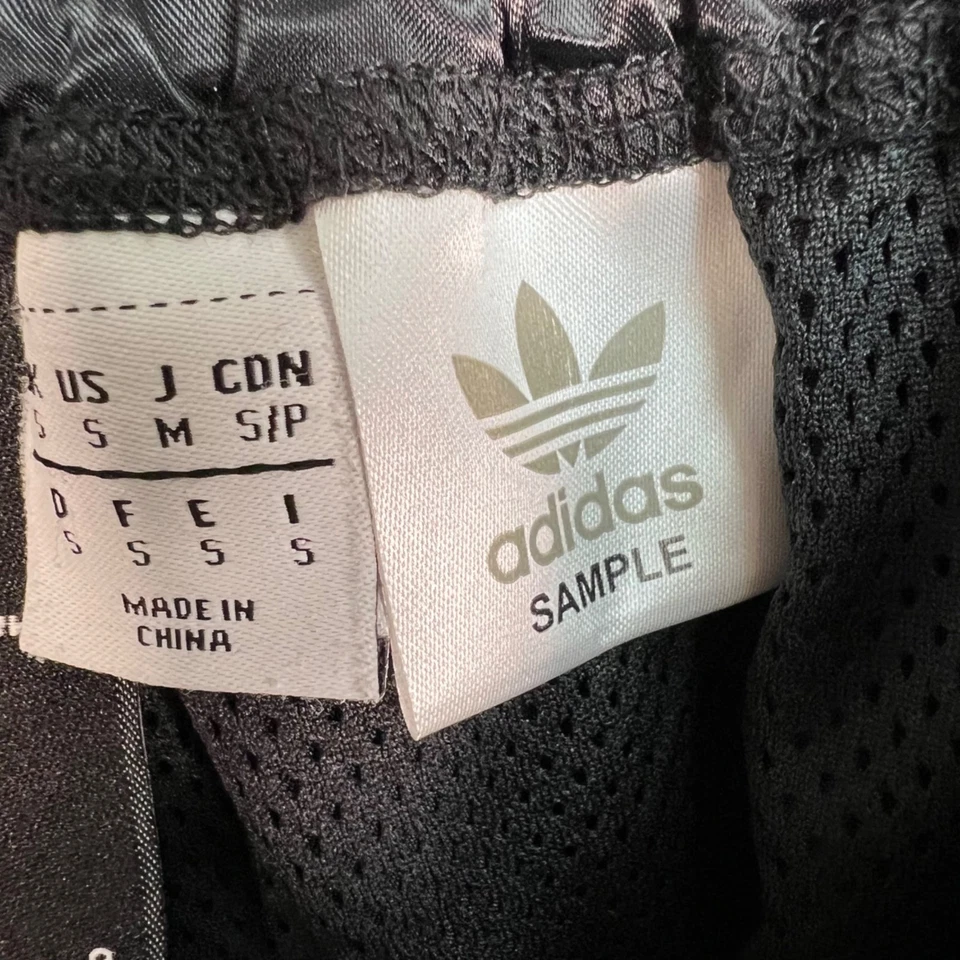 US J CDN
S S M S/P
D F E I
S S S S
MADE IN
CHINA
adidas
SAMPLE